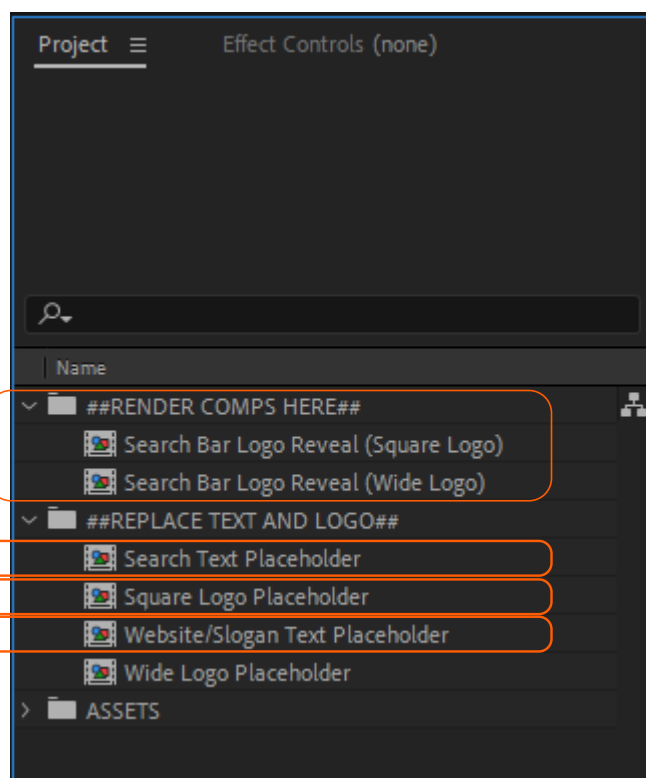 Project Effect Controls (none)
Name
##RENDER COMPS HERE##
Search Bar Logo Reveal (Square Logo)
Search Bar Logo Reveal (Wide Logo)
##REPLACE TEXT AND LOGO##
Search Text Placeholder
Square Logo Placeholder
Website/Slogan Text Placeholder
Wide Logo Placeholder
ASSETS